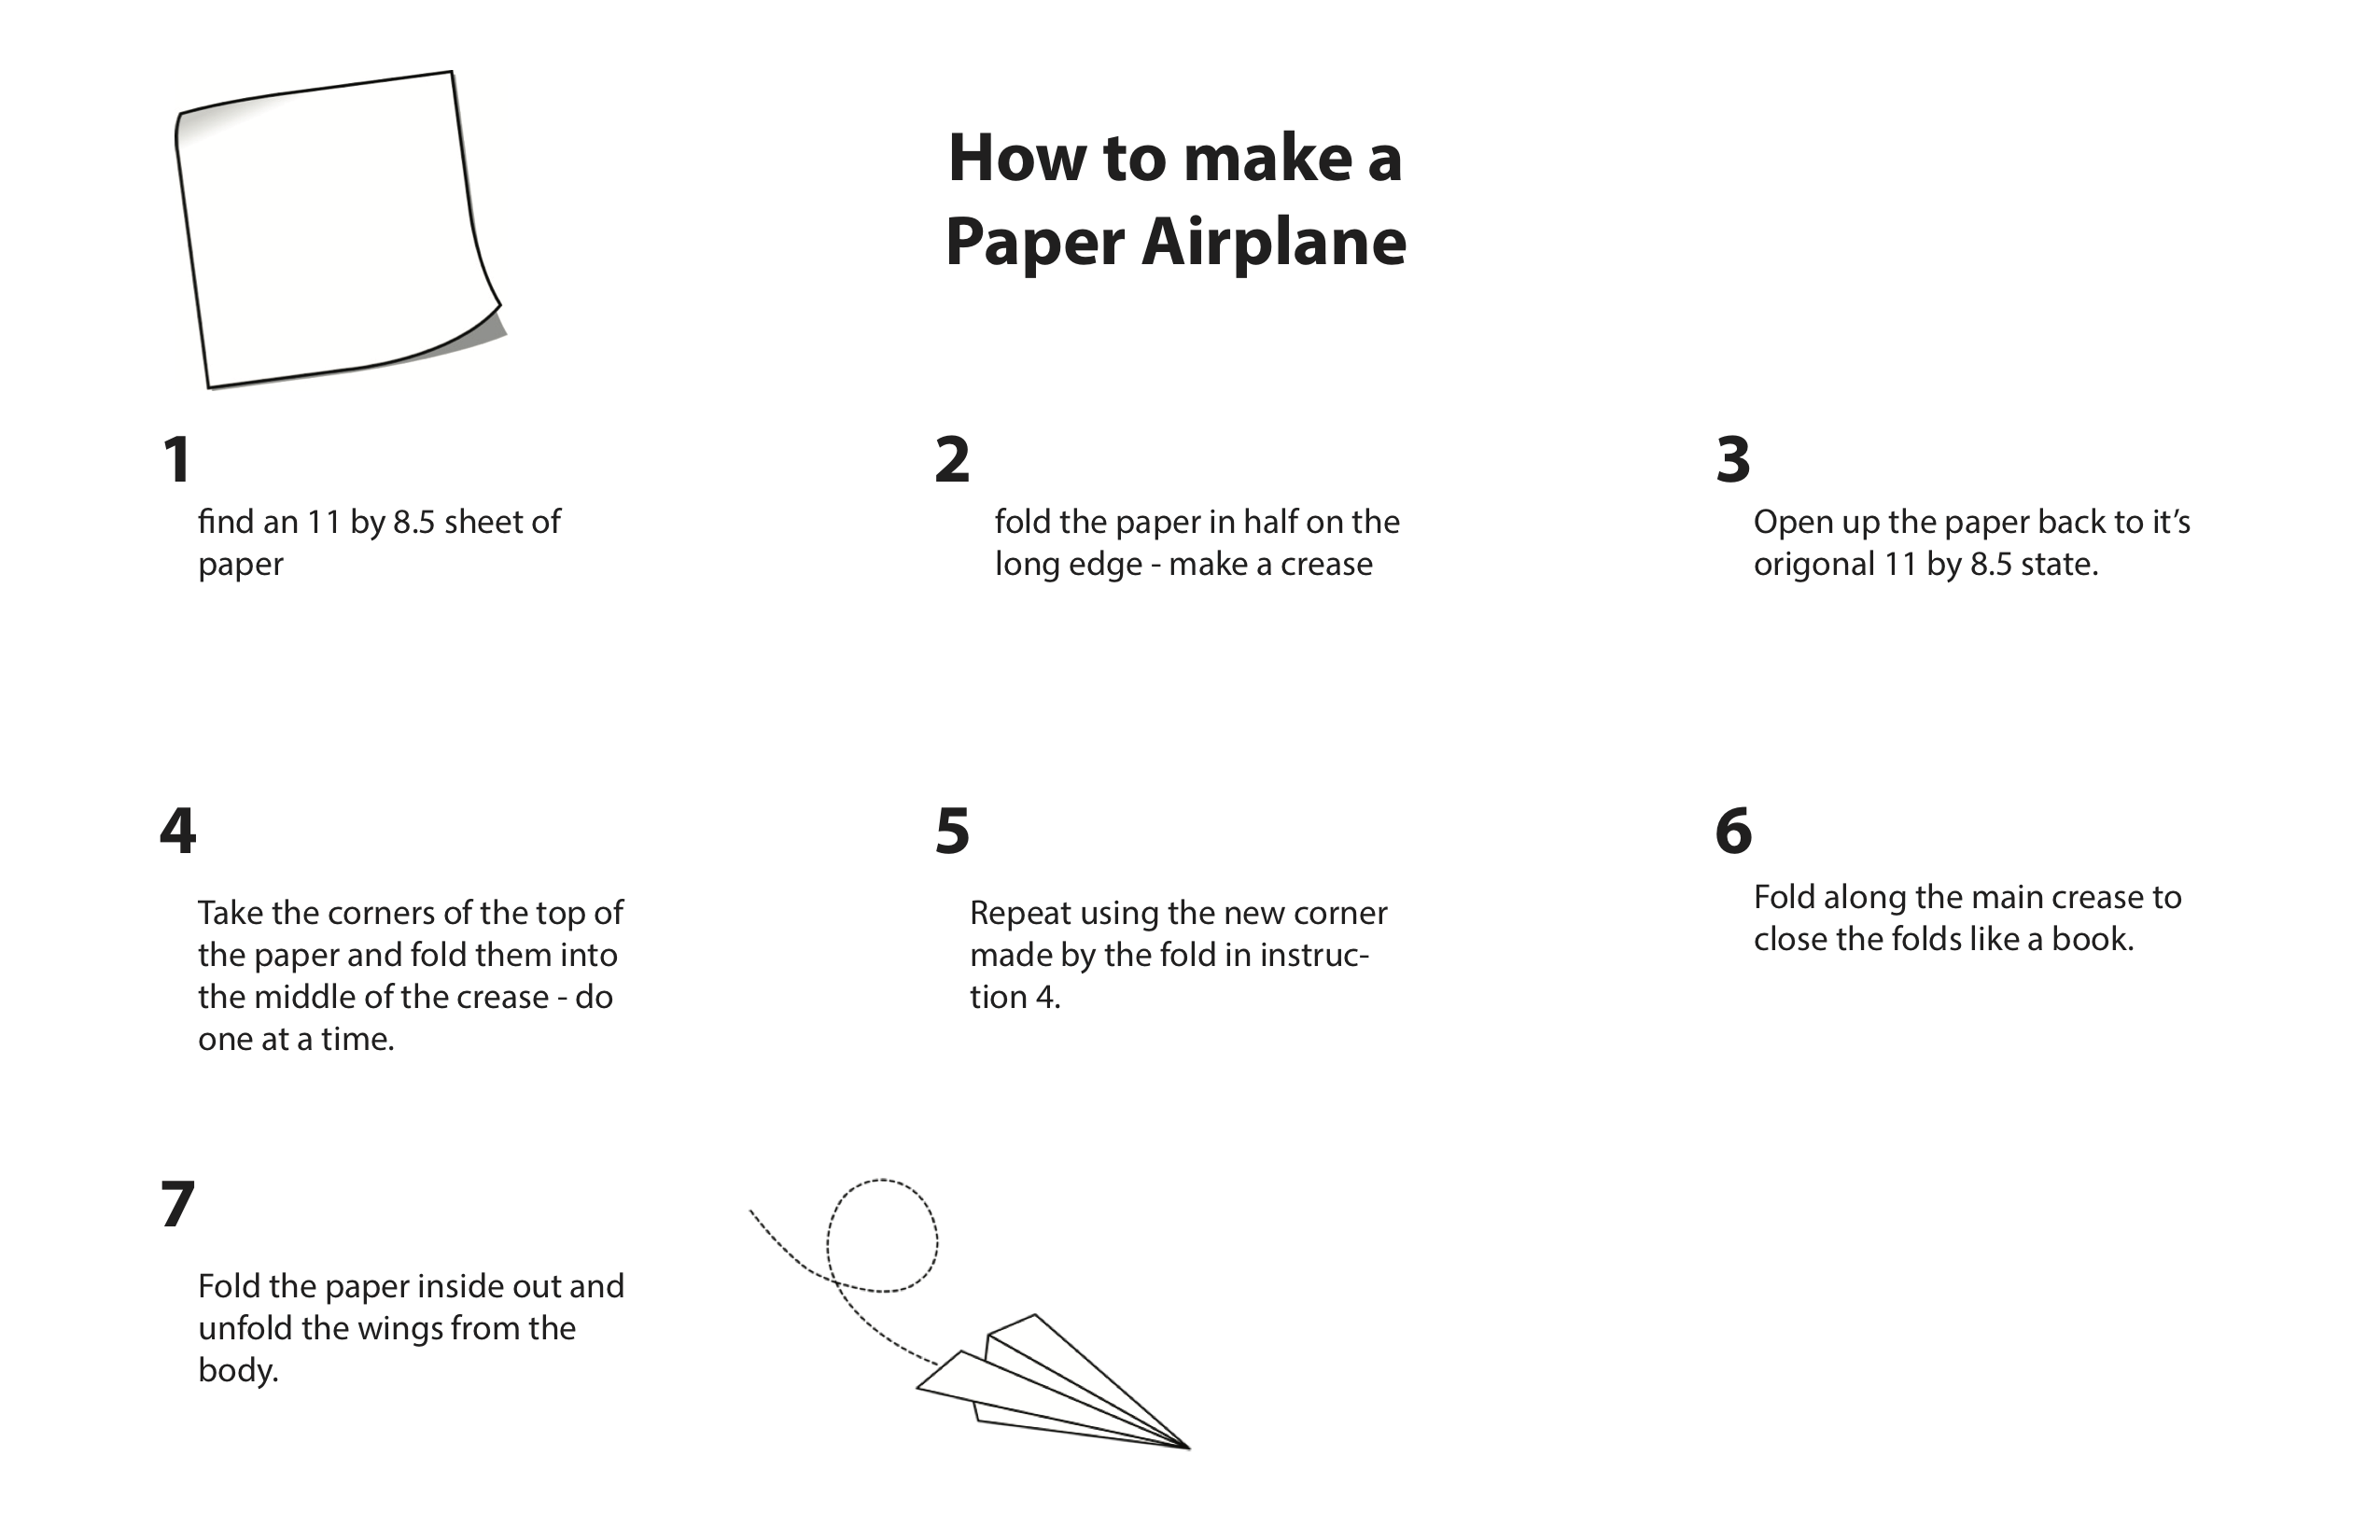 How to make a
Paper Airplane
1
find an 11 by 8.5 sheet of
paper
2
fold the paper in half on the
long edge - make a crease
3
Open up the paper back to it’s
origonal 11 by 8.5 state.
4
Take the corners of the top of
the paper and fold them into
the middle of the crease - do
one at a time.
5
Repeat using the new corner
made by the fold in instruc-
tion 4.
6
Fold along the main crease to
close the folds like a book.
7
Fold the paper inside out and
unfold the wings from the
body.